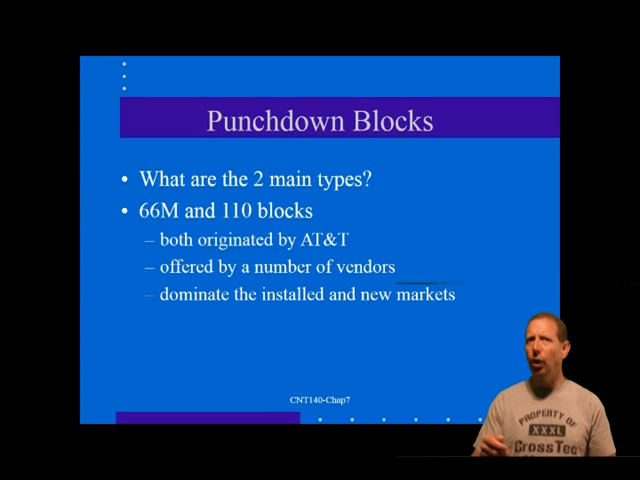 Punchdown Blocks
• What are the 2 main types?
• 66M and 110 blocks
– both originated by AT&T
– offered by a number of vendors
– dominate the installed and new markets
CNT140-Chap7
PROPERTY OF
XXXL
CrossTec